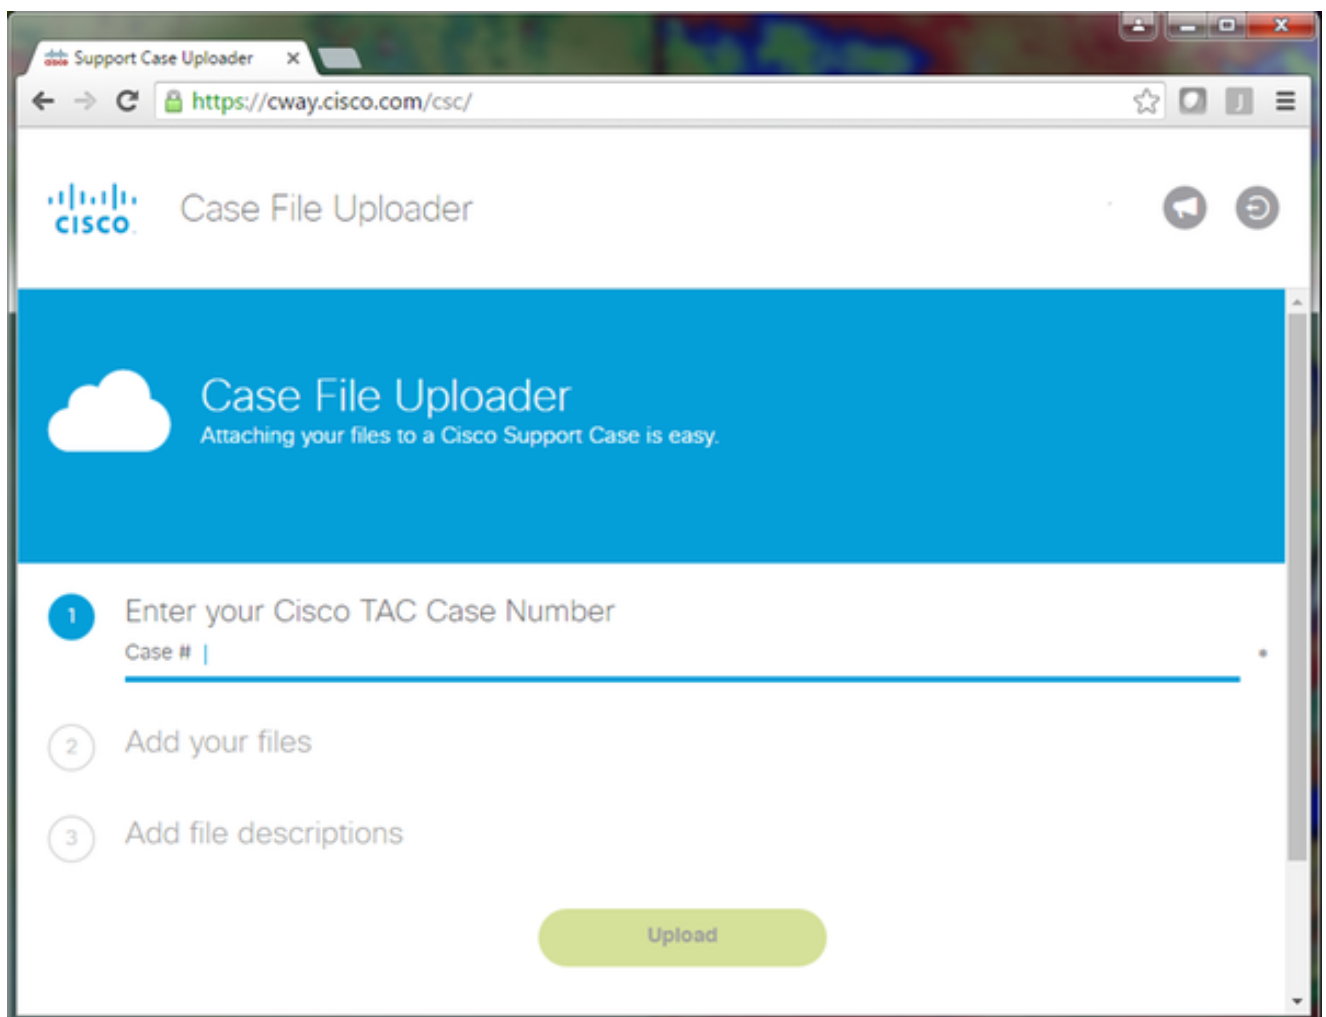 Support Case Uploader
https://cway.cisco.com/csc/
J
CISCO
Case File Uploader
Case File Uploader
Attaching your files to a Cisco Support Case is easy.
1 Enter your Cisco TAC Case Number
Case # *
2 Add your files
3 Add file descriptions
Upload